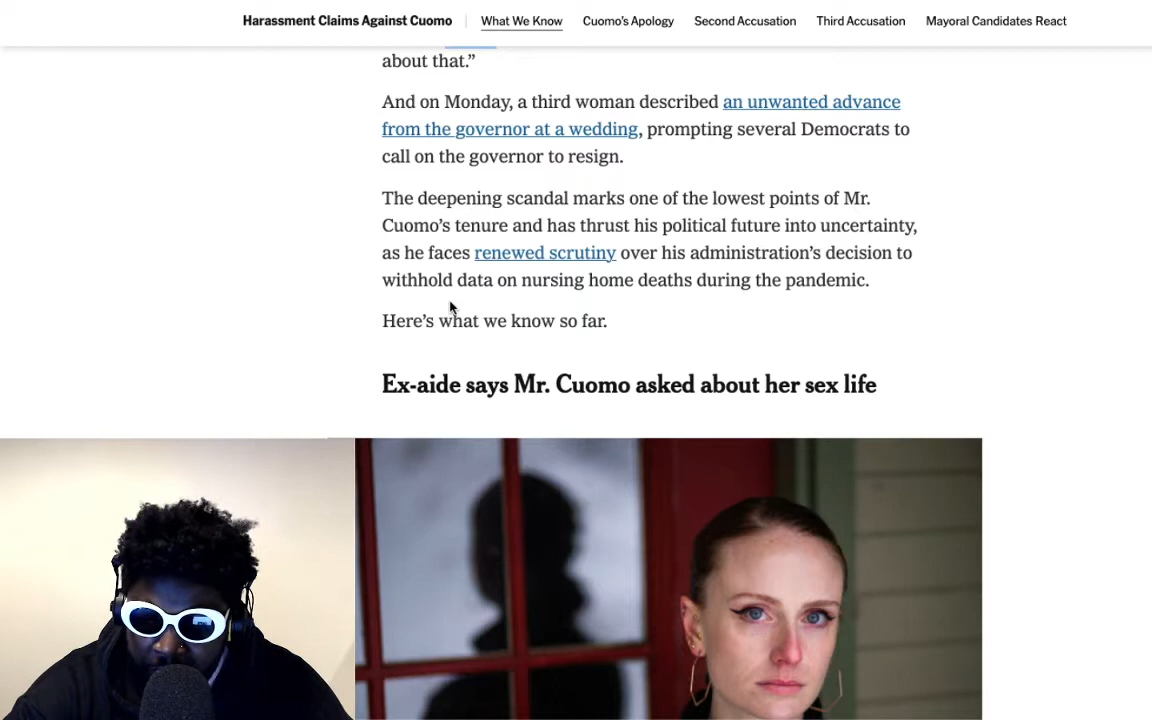 Harassment Claims Against Cuomo What We Know Cuomo’s Apology Second Accusation Third Accusation Mayoral Candidates React
about that.”
And on Monday, a third woman described an unwanted advance
from the governor at a wedding, prompting several Democrats to
call on the governor to resign.
The deepening scandal marks one of the lowest points of Mr.
Cuomo’s tenure and has thrust his political future into uncertainty,
as he faces renewed scrutiny over his administration’s decision to
withhold data on nursing home deaths during the pandemic.
Here’s what we know so far.
Ex-aide says Mr. Cuomo asked about her sex life